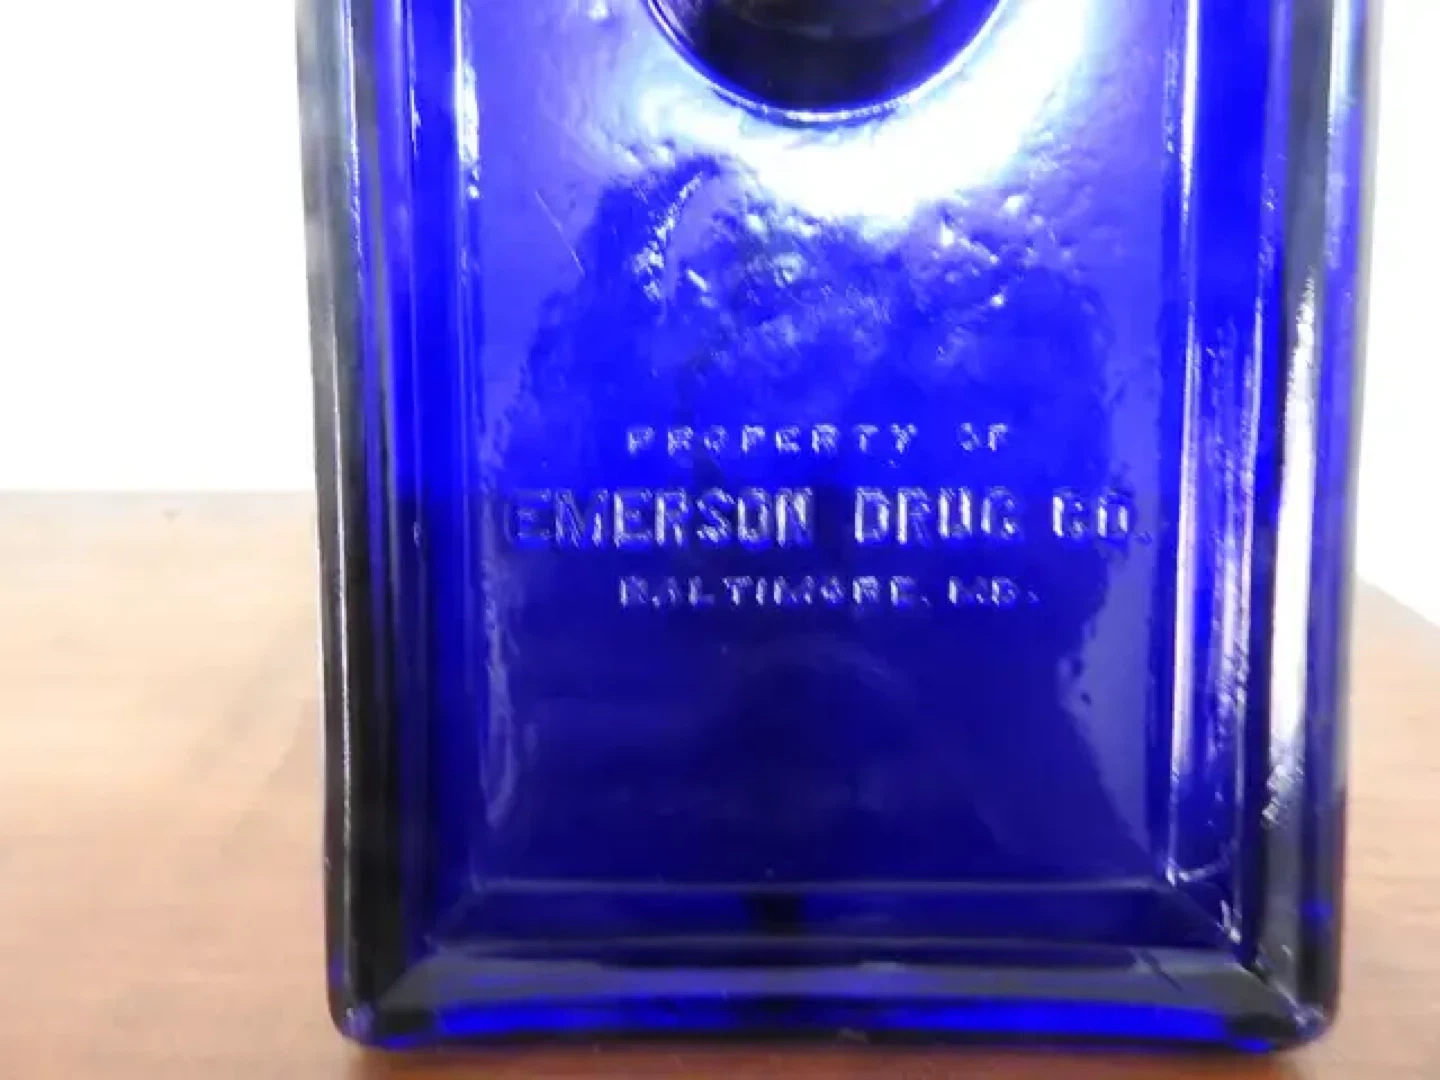 PROPERTY OF
EMERSON DRUG CO.
BALTIMORE, MD.